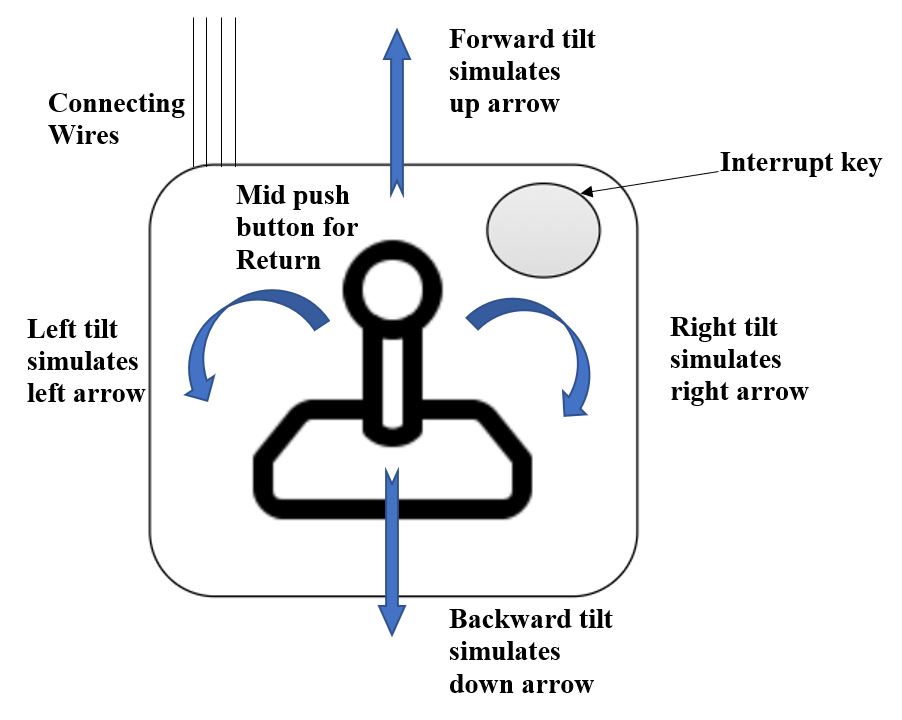 Forward tilt
simulates
up arrow
Connecting
Wires
Interrupt key
Mid push
button for
Return
Left tilt
simulates
left arrow
Right tilt
simulates
right arrow
Backward tilt
simulates
down arrow